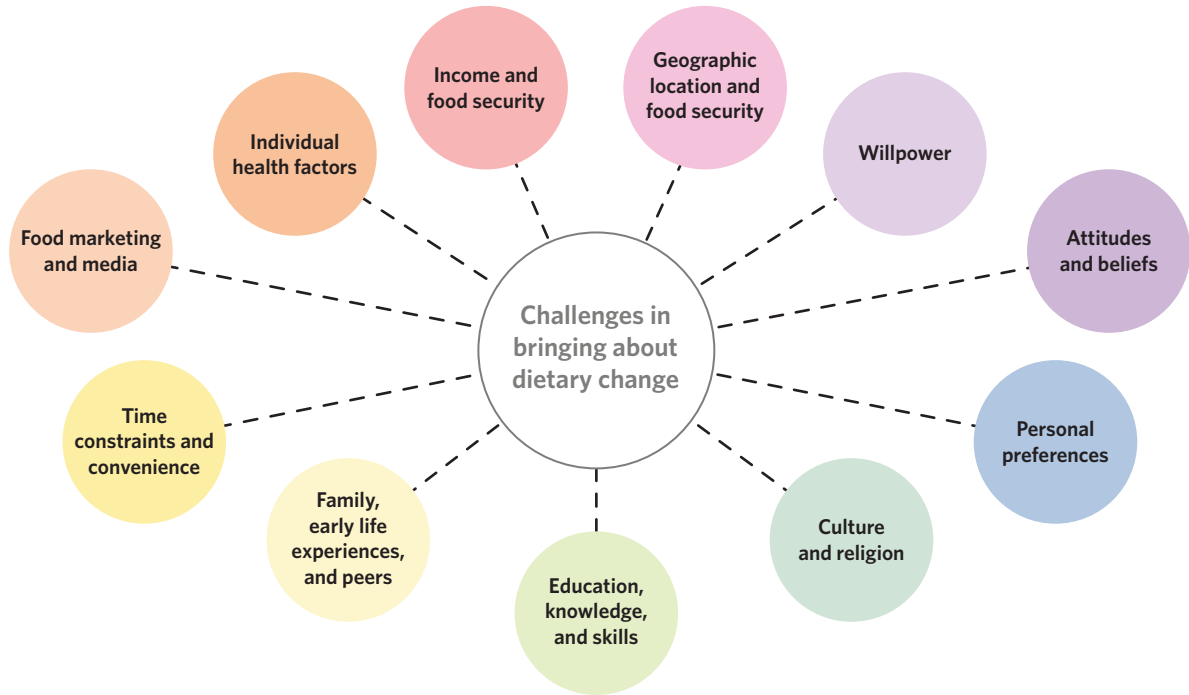 Income and
food security
Geographic
location and
food security
Individual
health factors
Willpower
Food marketing
and media
Attitudes
and beliefs
Challenges in
bringing about
dietary change
Time
constraints and
convenience
Personal
preferences
Family,
early life
experiences,
and peers
Culture
and religion
Education,
knowledge,
and skills